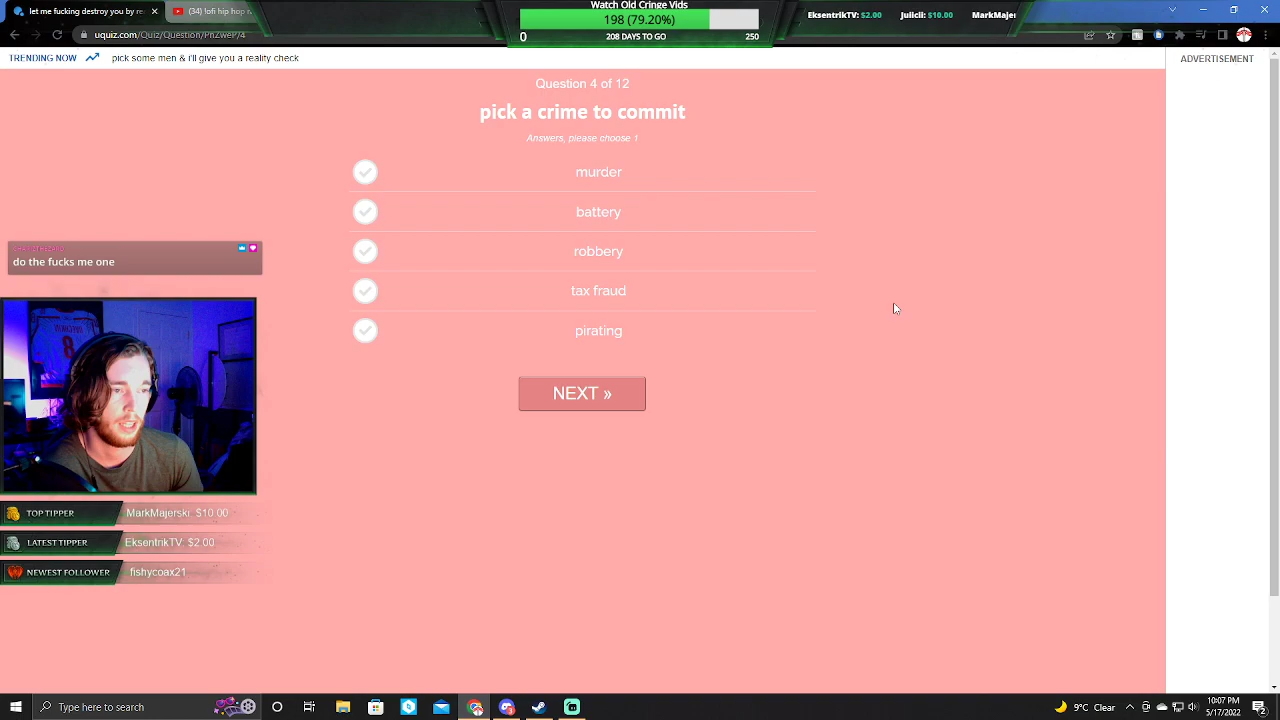 Watch Old Cringe Vids
198 (79.20%)
0
208 DAYS TO GO
250
EksentrikTV: $2.00
Juilcii: $10.00
MarkMajer
let me fucking destroy you by rec
(34) lofi hip hop r
uquiz.com/Quiz/Question/ee7tDF#/4
TRENDING NOW
pick some men & i'll give you a reality check
ADVERTISEMENT
Question 4 of 12
pick a crime to commit
Answers, please choose 1
murder
battery
robbery
tax fraud
pirating
NEXT »
do the fucks me one
8
TOP TIPPER
MarkMajerski: $10.00
LATEST TIPPER
EksentrikTV: $2.00
NEWEST FOLLOWER
fishycoax21
Type here to search
9°C Clear
10:07 PM
5/17/2022